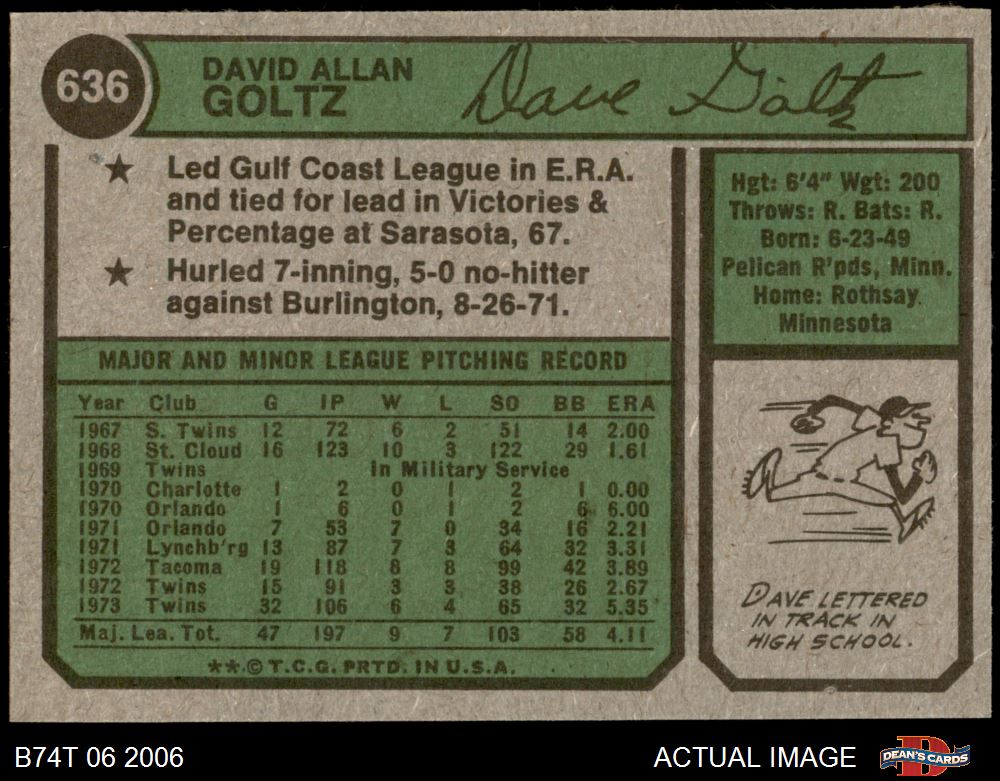 636
DAVID ALLAN
GOLTZ
Dave Goltz
★ Led Gulf Coast League in E.R.A.
and tied for lead in Victories &
Percentage at Sarasota, 67.
★ Hurled 7-inning, 5-0 no-hitter
against Burlington, 8-26-71.
MAJOR AND MINOR LEAGUE PITCHING RECORD
Year Club G IP W L SO BB ERA
1967 S. Twins 12 72 6 2 51 14 2.00
1968 St. Cloud 16 123 10 3 122 29 1.61
1969 Twins In Military Service
1970 Charlotte 1 2 0 1 2 1 0.00
1970 Orlando 1 6 0 1 2 6 6.00
1971 Orlando 7 53 7 0 34 16 2.21
1971 Lynchb'rg 13 87 7 3 64 32 3.31
1972 Tacoma 19 118 8 8 99 42 3.89
1972 Twins 15 91 3 3 38 26 2.67
1973 Twins 32 106 6 4 65 32 5.35
Maj. Lea. Tot. 47 197 9 7 103 58 4.11
**© T.C.G. PRTD. IN U.S.A.
Hgt: 6'4" Wgt: 200
Throws: R. Bats: R.
Born: 6-23-49
Pelican R'pds, Minn.
Home: Rothsay,
Minnesota
DAVE LETTERED
IN TRACK IN
HIGH SCHOOL.
B74T 06 2006
ACTUAL IMAGE
DEAN'S CARDS